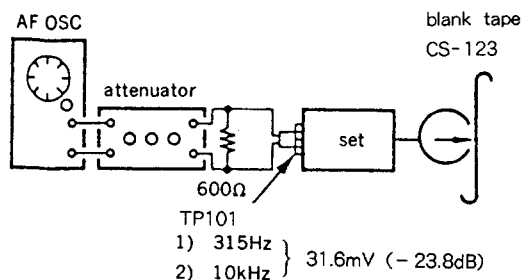 AF OSC
attenuator
600Ω
set
blank tape
CS-123
TP101
1) 315Hz
2) 10kHz
31.6mV (-23.8dB)